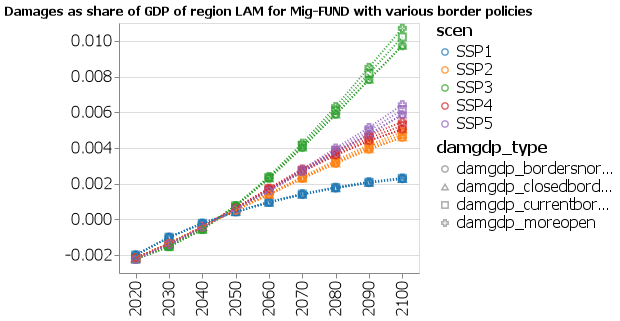 Damages as share of GDP of region LAM for Mig-FUND with various border policies
0.010
0.008
0.006
0.004
0.002
0.000
-0.002
2020
2030
2040
2050
2060
2070
2080
2090
2100
scen
SSP1
SSP2
SSP3
SSP4
SSP5
damgdp_type
damgdp_bordersnor...
damgdp_closedbord...
damgdp_currentbor...
damgdp_moreopen